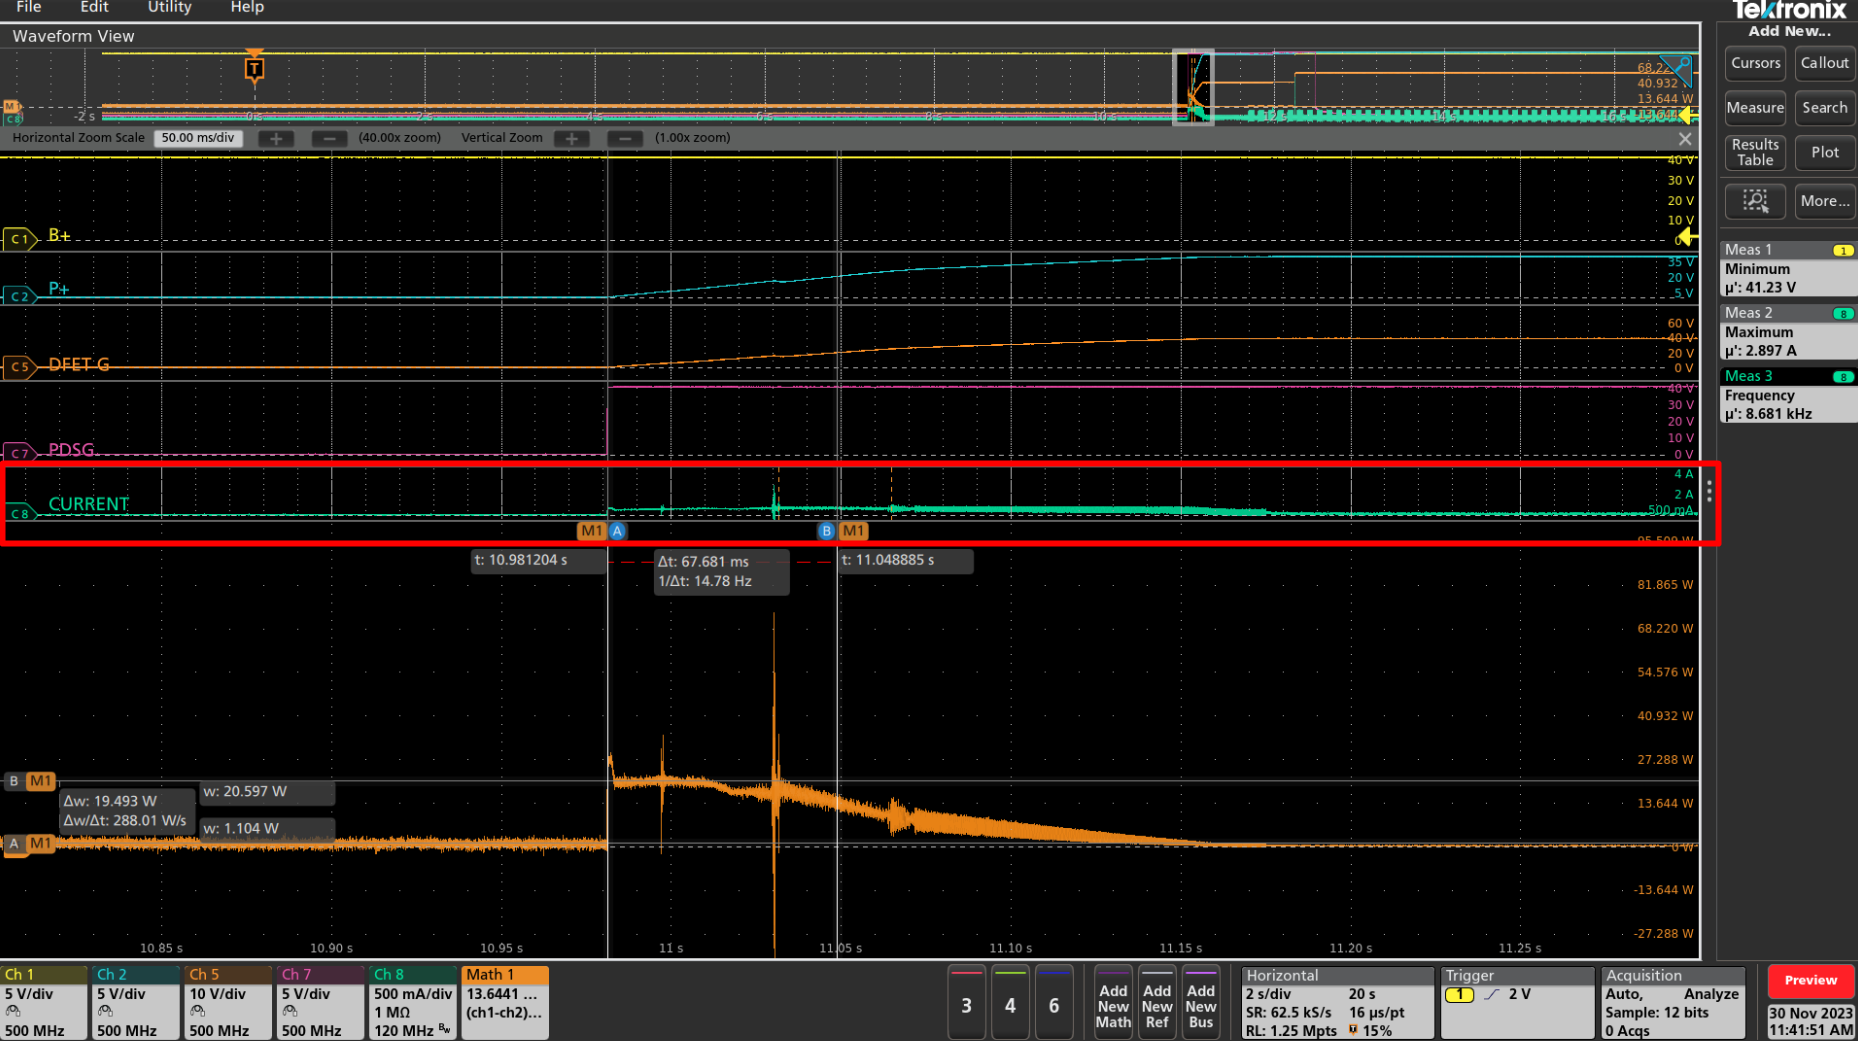 File Edit Utility Help
Tektronix
Waveform View
Add New...
T
68.22
40.932
13.644 W
-13.644
M1
C8
-2 s 0 s 2 s 4 s 6 s 8 s 10 s 12 s 14 s 16 s
Horizontal Zoom Scale 50.00 ms/div + − (40.00x zoom) Vertical Zoom + − (1.00x zoom)
Cursors Callout
Measure Search
Results Table Plot
More...
40 V
30 V
20 V
10 V
0
C1 B+
35 V
20 V
5 V
C2 P+
60 V
40 V
20 V
0 V
C5 DFET G
40 V
30 V
20 V
10 V
0 V
C7 PDSG
4 A
2 A
500 mA
C8 CURRENT
M1 A B M1
95.509 W
t: 10.981204 s
Δt: 67.681 ms
1/Δt: 14.78 Hz
t: 11.048885 s
81.865 W
68.220 W
54.576 W
40.932 W
27.288 W
13.644 W
0 W
-13.644 W
-27.288 W
B M1
Δw: 19.493 W
Δw/Δt: 288.01 W/s
w: 20.597 W
w: 1.104 W
A M1
10.85 s 10.90 s 10.95 s 11 s 11.05 s 11.10 s 11.15 s 11.20 s 11.25 s
Meas 1 1
Minimum
µ': 41.23 V
Meas 2 8
Maximum
µ': 2.897 A
Meas 3 8
Frequency
µ': 8.681 kHz
Ch 1
5 V/div
500 MHz
Ch 2
5 V/div
500 MHz
Ch 5
10 V/div
500 MHz
Ch 7
5 V/div
500 MHz
Ch 8
500 mA/div
1 MΩ
120 MHz Bw
Math 1
13.6441 ...
(ch1-ch2)...
3 4 6
Add New Math
Add New Ref
Add New Bus
Horizontal
2 s/div 20 s
SR: 62.5 kS/s 16 µs/pt
RL: 1.25 Mpts T 15%
Trigger
1 2 V
Acquisition
Auto, Analyze
Sample: 12 bits
0 Acqs
Preview
30 Nov 2023
11:41:51 AM